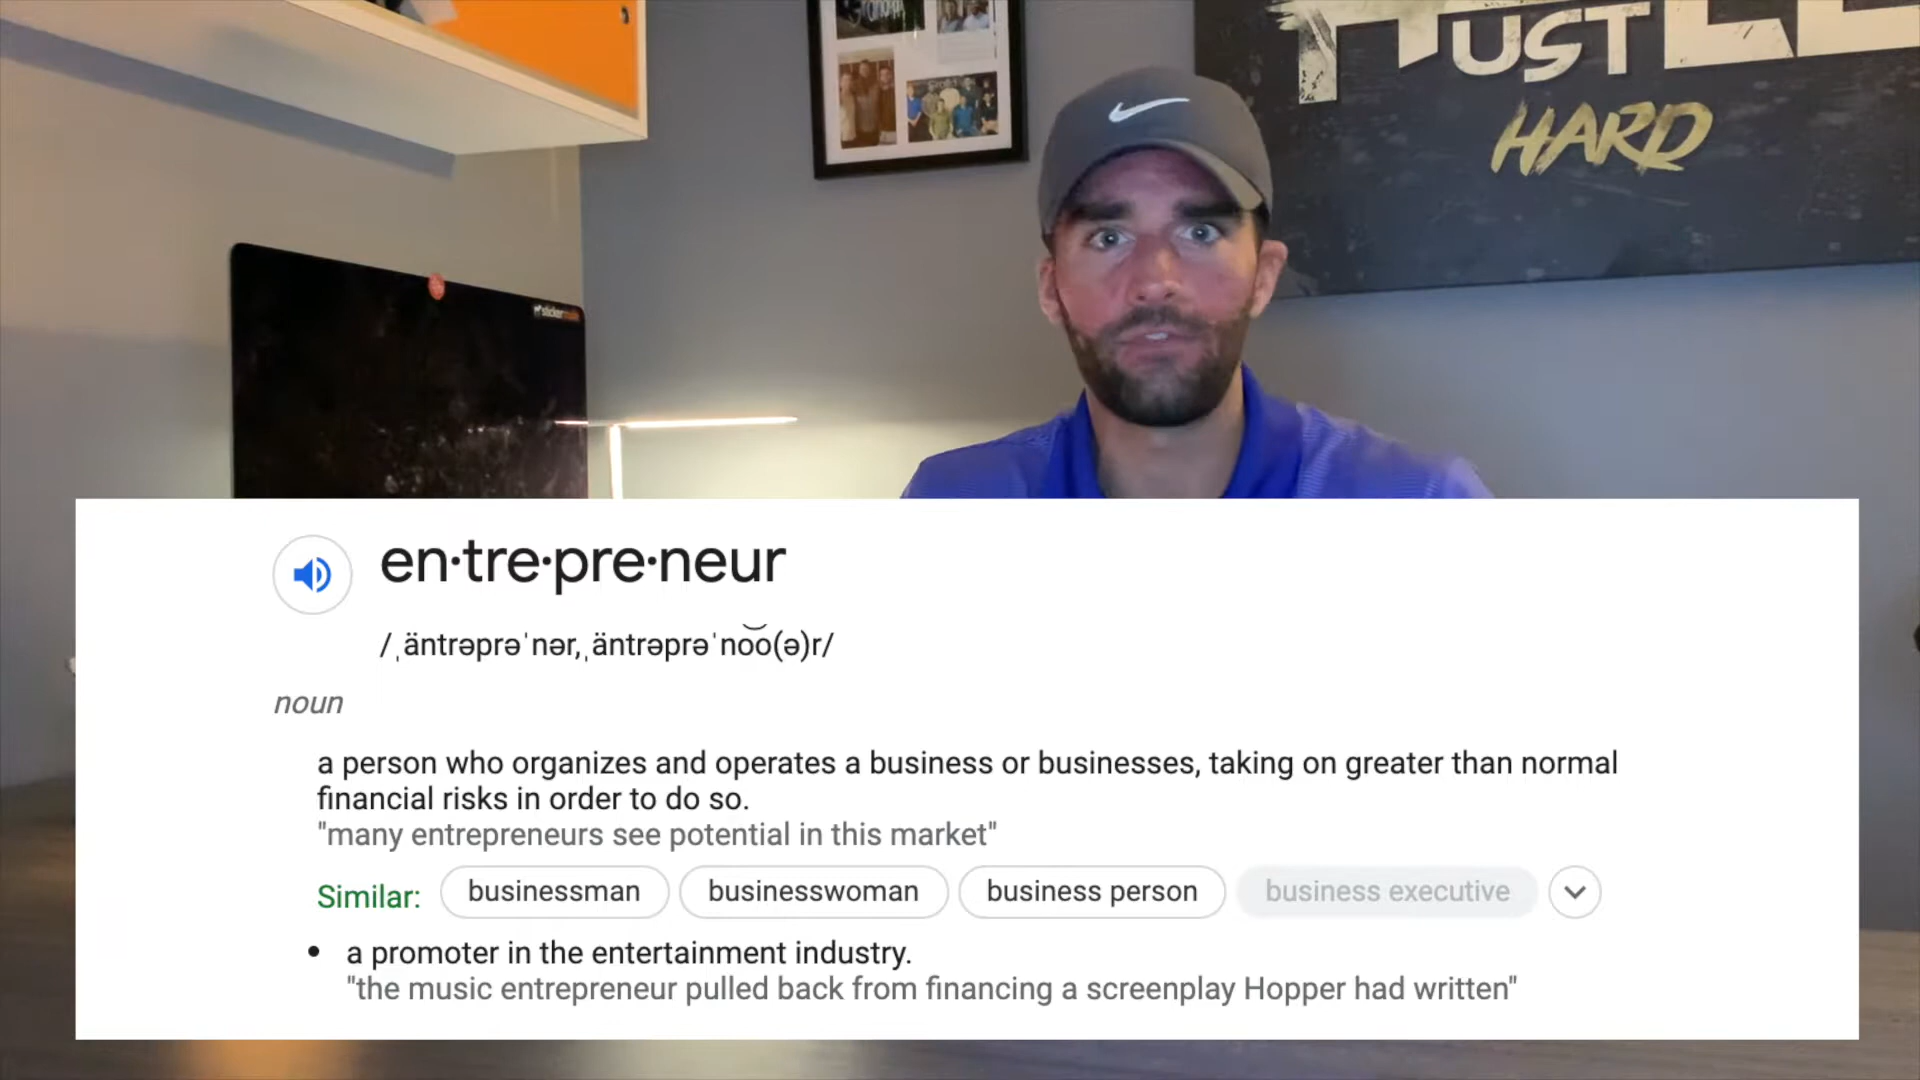 UST
HARD
en·tre·pre·neur
/ˌäntrəprəˈnər,ˌäntrəprəˈno͞o(ə)r/
noun
a person who organizes and operates a business or businesses, taking on greater than normal
financial risks in order to do so.
"many entrepreneurs see potential in this market"
Similar: businessman businesswoman business person business executive
• a promoter in the entertainment industry.
"the music entrepreneur pulled back from financing a screenplay Hopper had written"